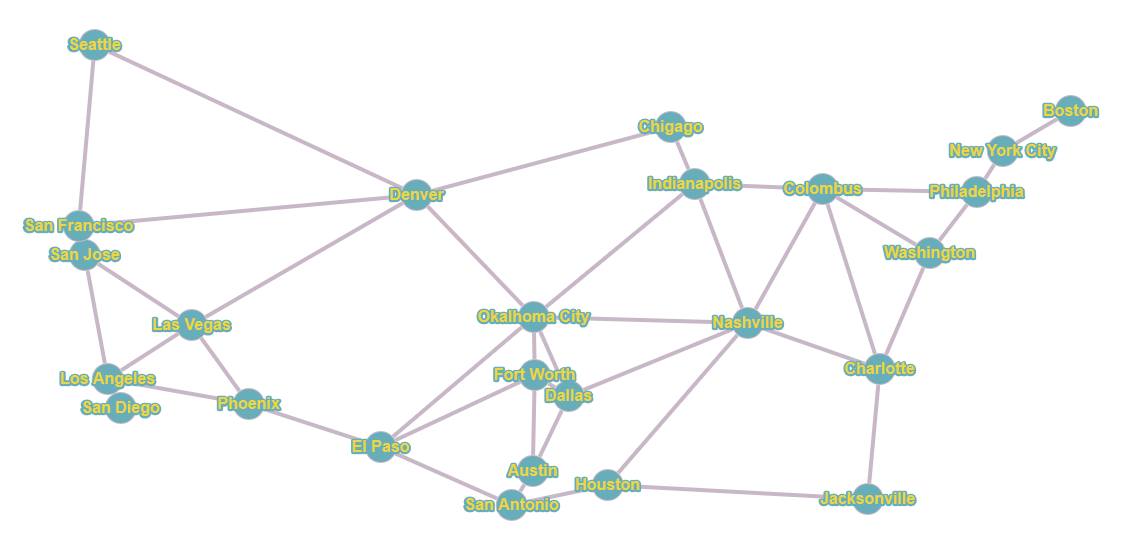 Seattle
Boston
Chigago
New York City
Indianapolis
Colombus
Philadelphia
Denver
San Francisco
San Jose
Washington
Okalhoma City
Las Vegas
Nashville
Charlotte
Fort Worth
Los Angeles
Dallas
San Diego
Phoenix
El Paso
Austin
Houston
San Antonio
Jacksonville